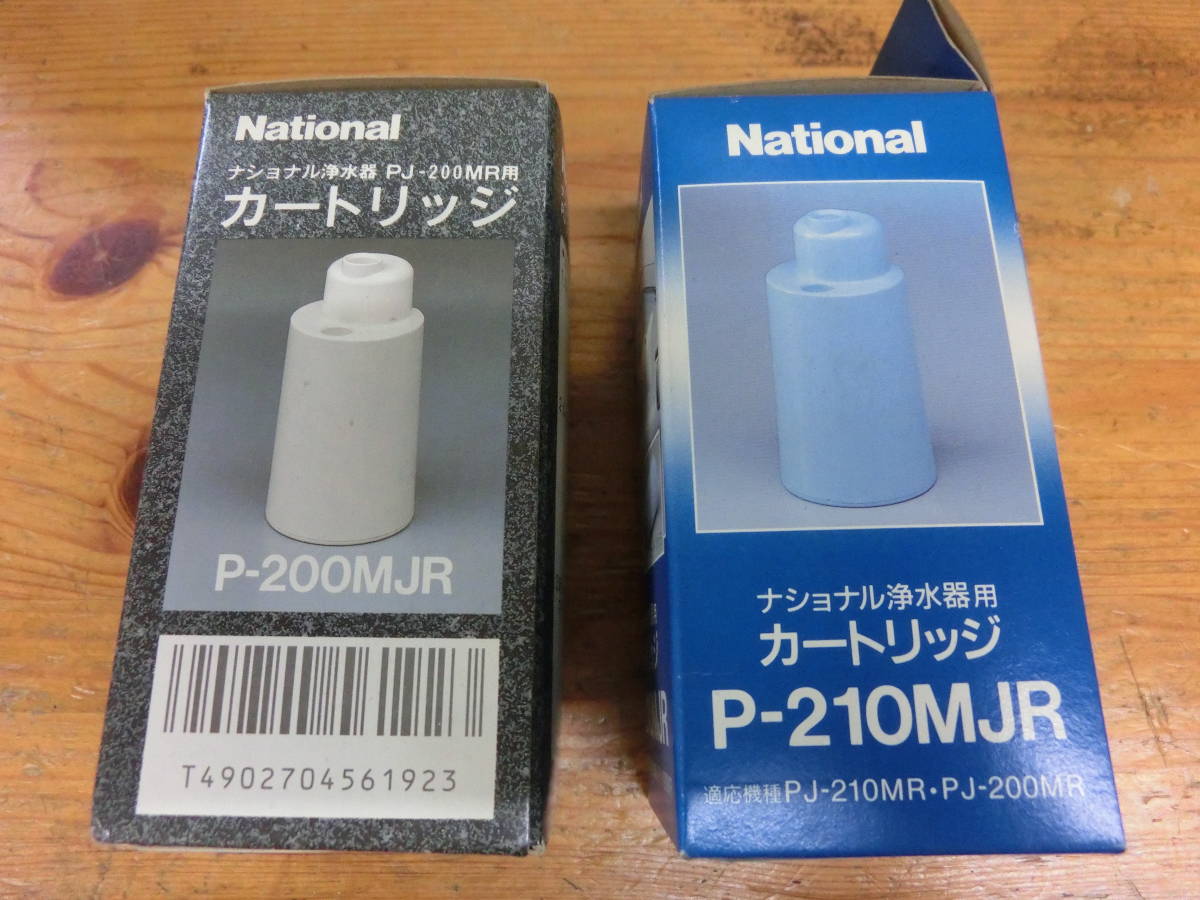 National
ナショナル浄水器 PJ-200MR用
カートリッジ
P-200MJR
T4902704561923
National
ナショナル浄水器用
カートリッジ
P-210MJR
適応機種PJ-210MR・PJ-200MR